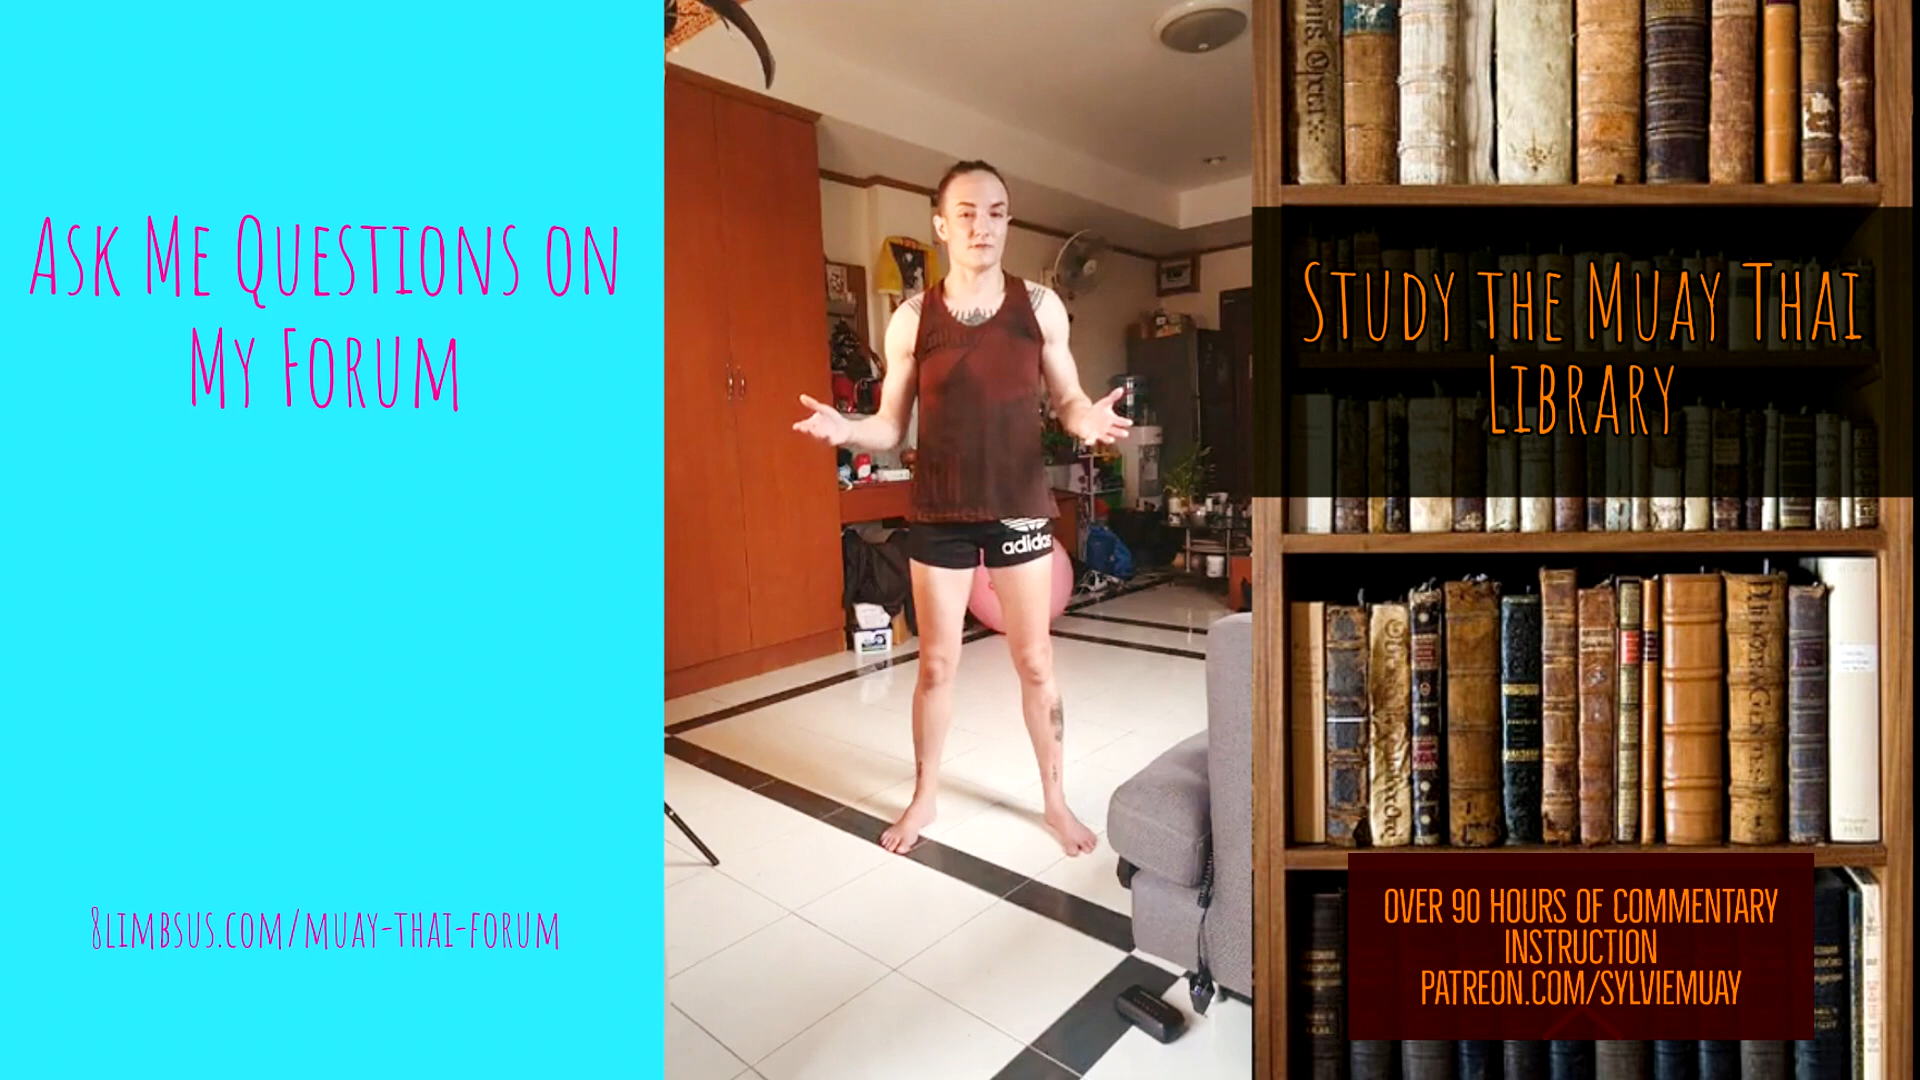 Ask Me Questions on
My Forum
8limbsus.com/muay-thai-forum
adidas
Study the Muay Thai
Library
OVER 90 HOURS OF COMMENTARY
INSTRUCTION
PATREON.COM/SYLVIEMUAY